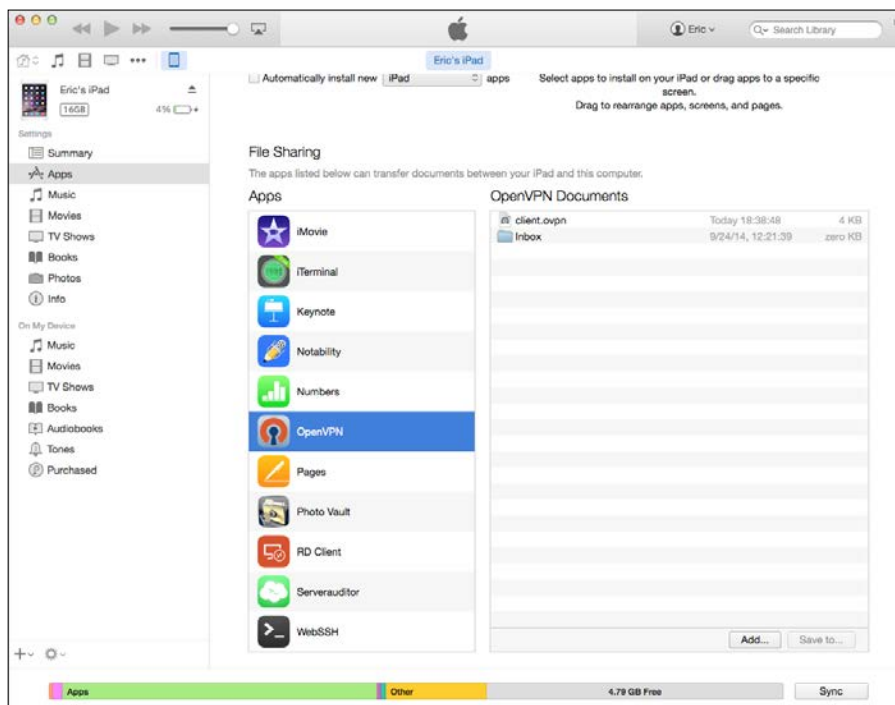 Eric
Search Library
Eric's iPad
Eric's iPad
16GB
4%
Automatically install new iPad apps
Select apps to install on your iPad or drag apps to a specific
screen.
Drag to rearrange apps, screens, and pages.
Settings
Summary
Apps
Music
Movies
TV Shows
Books
Photos
Info
On My Device
Music
Movies
TV Shows
Books
Audiobooks
Tones
Purchased
File Sharing
The apps listed below can transfer documents between your iPad and this computer.
Apps
iMovie
iTerminal
Keynote
Notability
Numbers
OpenVPN
Pages
Photo Vault
RD Client
Serverauditor
WebSSH
OpenVPN Documents
client.ovpn Today 18:38:48 4 KB
Inbox 9/24/14, 12:21:39 zero KB
Add... Save to...
Apps Other 4.79 GB Free Sync